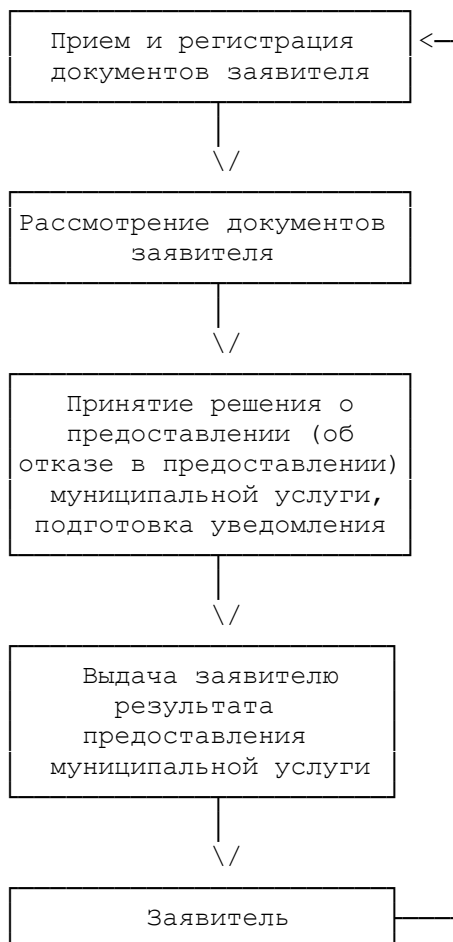 Прием и регистрация
документов заявителя
Рассмотрение документов
заявителя
Принятие решения о
предоставлении (об
отказе в предоставлении)
муниципальной услуги,
подготовка уведомления
Выдача заявителю
результата
предоставления
муниципальной услуги
Заявитель